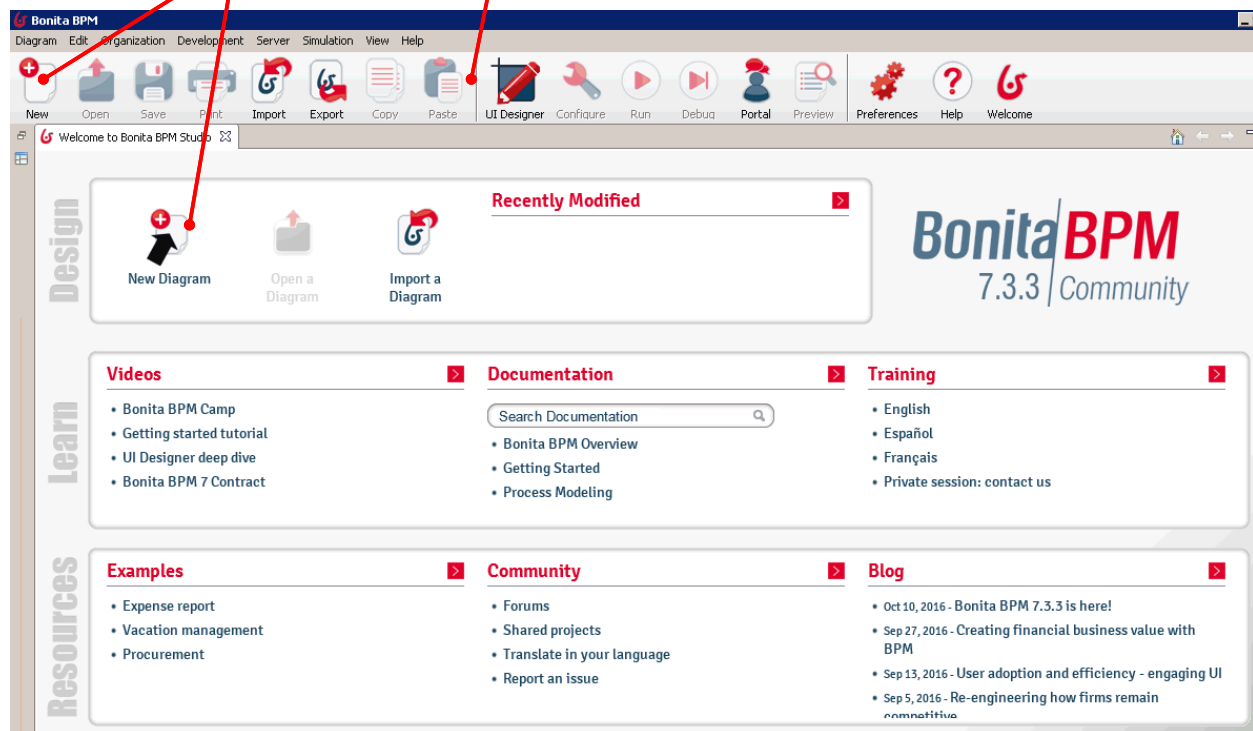 Bonita BPM
Diagram Edit Organization Development Server Simulation View Help
New Open Save Print Import Export Copy Paste UI Designer Configure Run Debug Portal Preview Preferences Help Welcome
Welcome to Bonita BPM Studio
Design
New Diagram
Open a
Diagram
Import a
Diagram
Recently Modified
BonitaBPM
7.3.3 Community
Learn
Videos
• Bonita BPM Camp
• Getting started tutorial
• UI Designer deep dive
• Bonita BPM 7 Contract
Documentation
Search Documentation
• Bonita BPM Overview
• Getting Started
• Process Modeling
Training
• English
• Español
• Français
• Private session: contact us
Resources
Examples
• Expense report
• Vacation management
• Procurement
Community
• Forums
• Shared projects
• Translate in your language
• Report an issue
Blog
• Oct 10, 2016 - Bonita BPM 7.3.3 is here!
• Sep 27, 2016 - Creating financial business value with
BPM
• Sep 13, 2016 - User adoption and efficiency - engaging UI
• Sep 5, 2016 - Re-engineering how firms remain
competitive